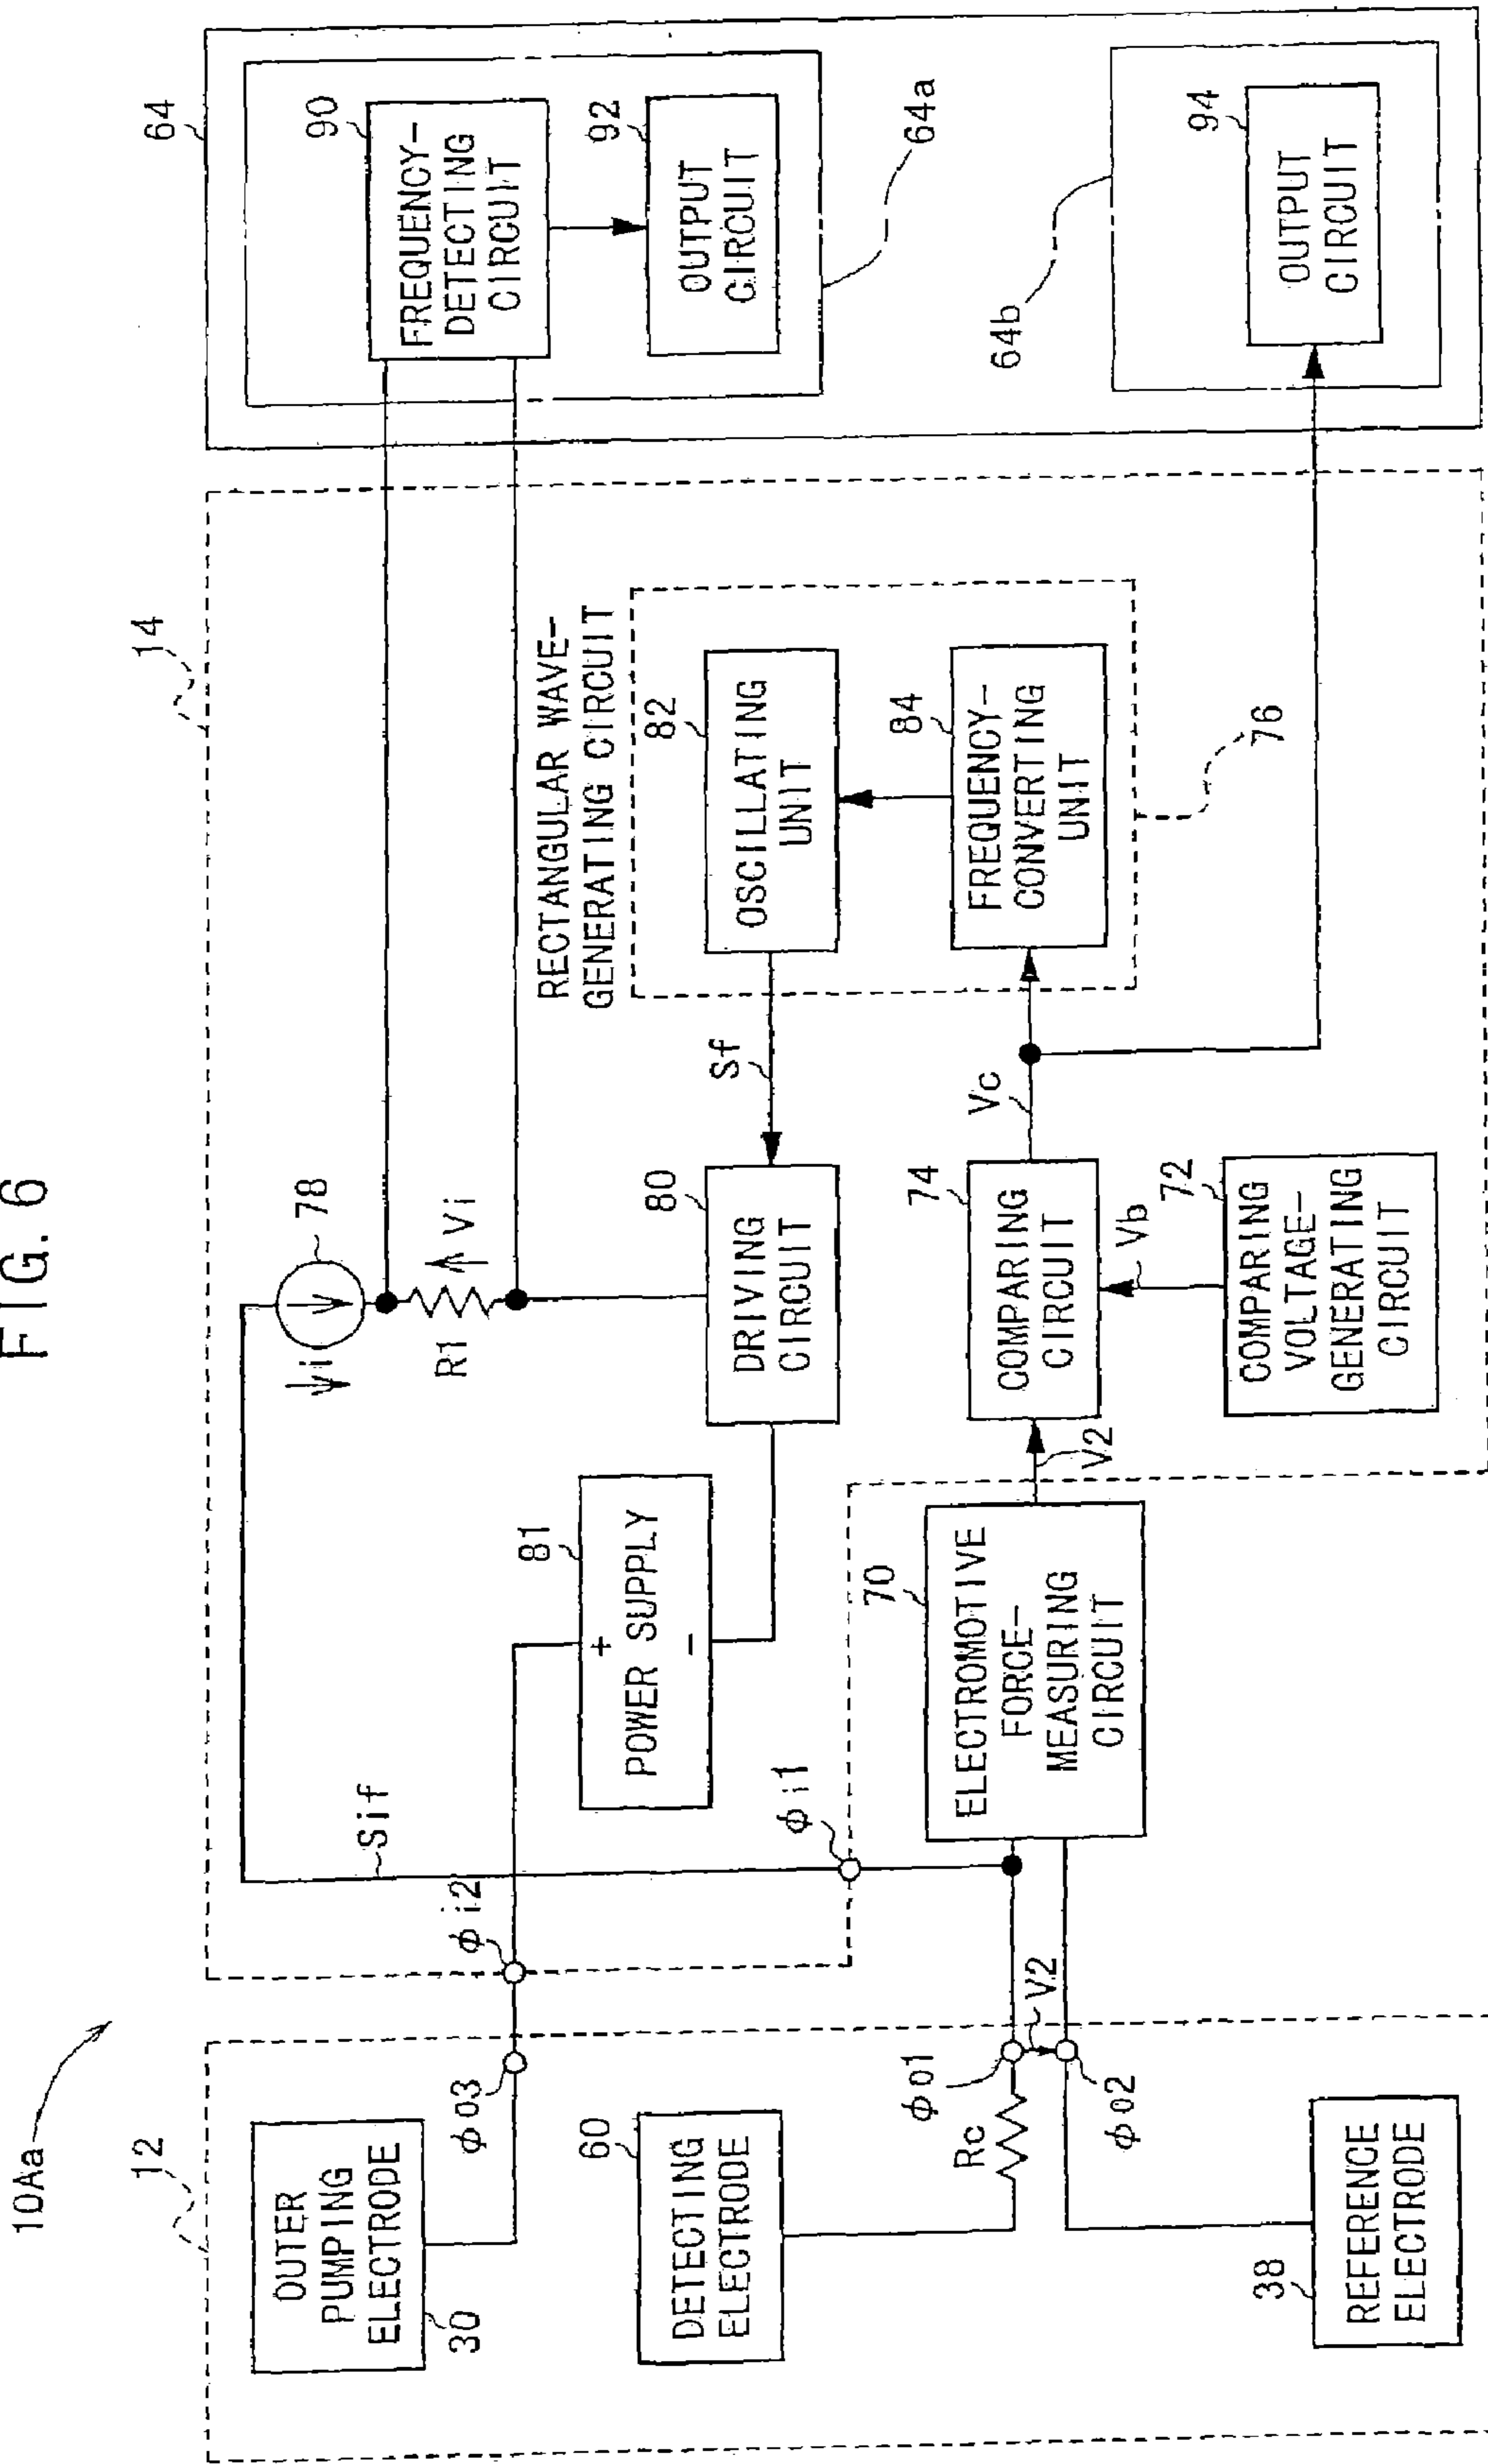 FIG. 6
10Aa
12
OUTER
PUMPING
ELECTRODE
30
φo3
60
DETECTING
ELECTRODE
Rc
φo1
V2
φo2
38
REFERENCE
ELECTRODE
14
φi2
Sif
φi1
81
+
POWER SUPPLY
−
70
ELECTROMOTIVE
FORCE-
MEASURING
CIRCUIT
V2
i
78
R1
Vi
80
DRIVING
CIRCUIT
Sf
74
COMPARING
CIRCUIT
Vb
72
COMPARING
VOLTAGE-
GENERATING
CIRCUIT
Vc
RECTANGULAR WAVE-
GENERATING CIRCUIT
82
OSCILLATING
UNIT
84
FREQUENCY-
CONVERTING
UNIT
76
64
90
FREQUENCY-
DETECTING
CIRCUIT
92
OUTPUT
CIRCUIT
64a
64b
94
OUTPUT
CIRCUIT